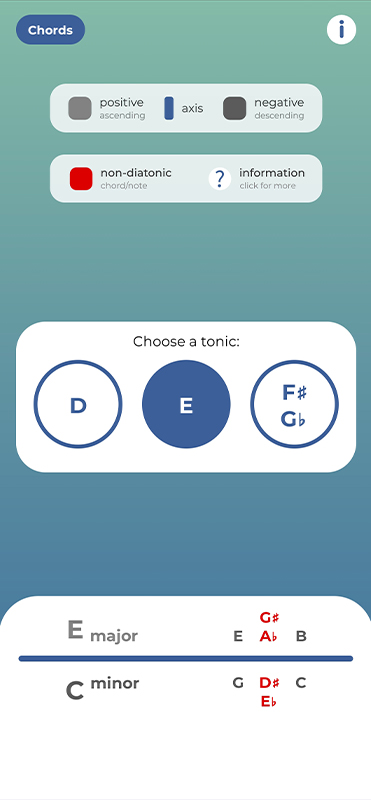 Chords i
positive axis negative
ascending descending
non-diatonic ? information
chord/note click for more
Choose a tonic:
D E F♯
G♭
G♯
E major E A♭ B
C minor G D♯ C
E♭